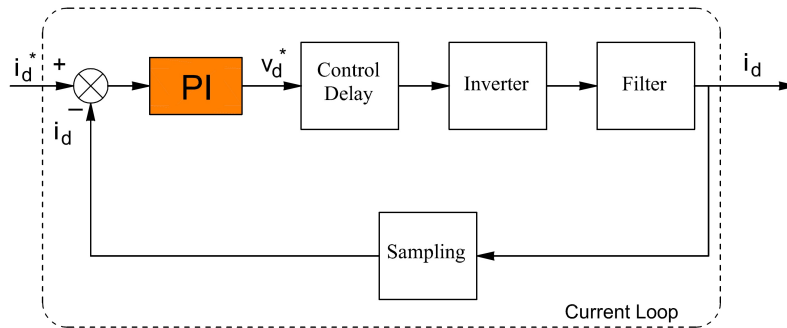 i_d^*
+
−
i_d
PI
v_d^*
Control
Delay
Inverter
Filter
i_d
Sampling
Current Loop